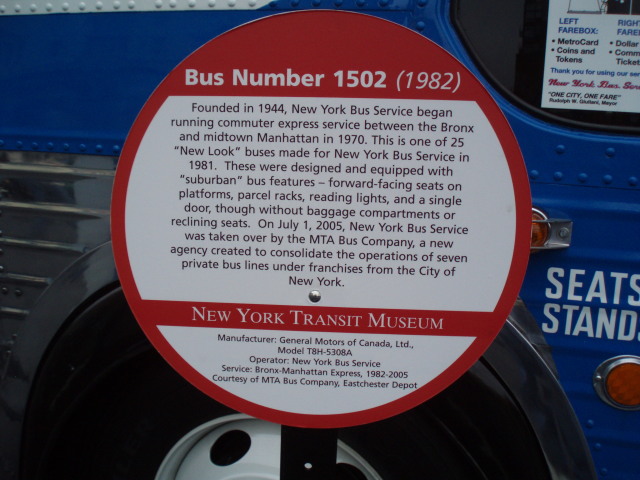 Bus Number 1502 (1982)
Founded in 1944, New York Bus Service began
running commuter express service between the Bronx
and midtown Manhattan in 1970. This is one of 25
"New Look" buses made for New York Bus Service in
1981. These were designed and equipped with
"suburban" bus features – forward-facing seats on
platforms, parcel racks, reading lights, and a single
door, though without baggage compartments or
reclining seats. On July 1, 2005, New York Bus Service
was taken over by the MTA Bus Company, a new
agency created to consolidate the operations of seven
private bus lines under franchises from the City of
New York.
NEW YORK TRANSIT MUSEUM
Manufacturer: General Motors of Canada, Ltd.,
Model T8H-5308A
Operator: New York Bus Service
Service: Bronx-Manhattan Express, 1982-2005
Courtesy of MTA Bus Company, Eastchester Depot
LEFT
FAREBOX:
• MetroCard
• Coins and
Tokens
RIGHT
• Dollar
Thank you for using our
New York Bus
"ONE CITY, ONE FARE"
Rudolph W. Giuliani, Mayor
SEATS
STAND